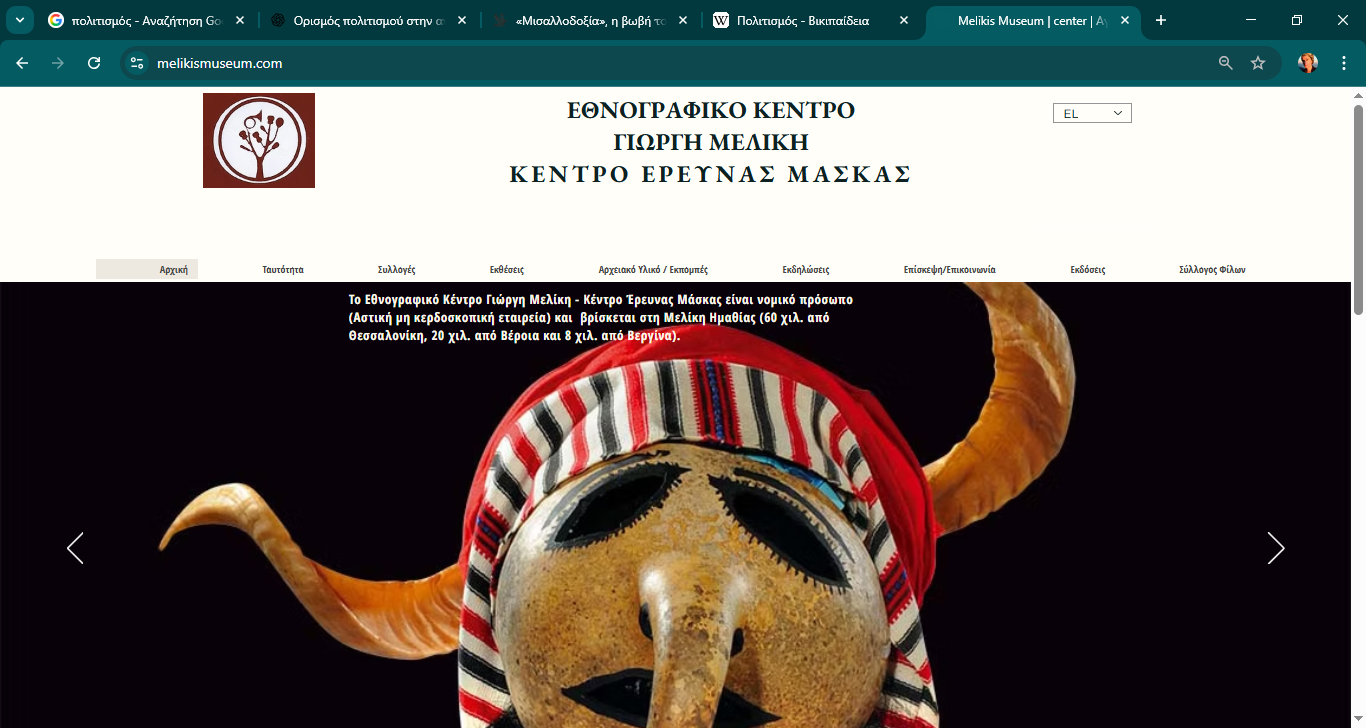 πολιτισμός - Αναζήτηση Go
Ορισμός πολιτισμού στην α
«Μισαλλοδοξία», η βωβή το
Πολιτισμός - Βικιπαίδεια
Melikis Museum | center | Αγ
melikismuseum.com
ΕΘΝΟΓΡΑΦΙΚΟ ΚΕΝΤΡΟ
ΓΙΩΡΓΗ ΜΕΛΙΚΗ
ΚΕΝΤΡΟ ΕΡΕΥΝΑΣ ΜΑΣΚΑΣ
EL
Αρχική
Ταυτότητα
Συλλογές
Εκθέσεις
Αρχειακό Υλικό / Εκπομπές
Εκδηλώσεις
Επίσκεψη/Επικοινωνία
Εκδόσεις
Σύλλογος Φίλων
Το Εθνογραφικό Κέντρο Γιώργη Μελίκη - Κέντρο Έρευνας Μάσκας είναι νομικό πρόσωπο
(Αστική μη κερδοσκοπική εταιρεία) και βρίσκεται στη Μελίκη Ημαθίας (60 χιλ. από
Θεσσαλονίκη, 20 χιλ. από Βέροια και 8 χιλ. από Βεργίνα).